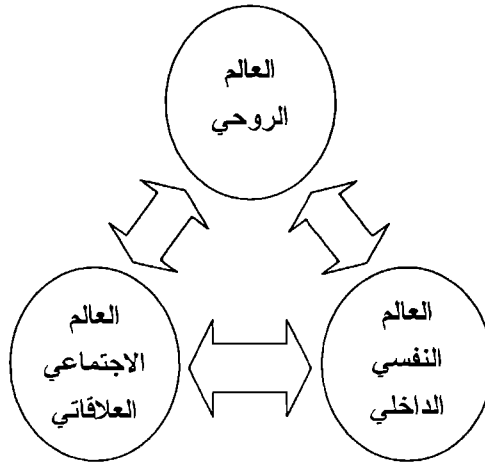 العالم
الروحي
العالم
النفسي
الداخلي
العالم
الاجتماعي
العلاقاتي